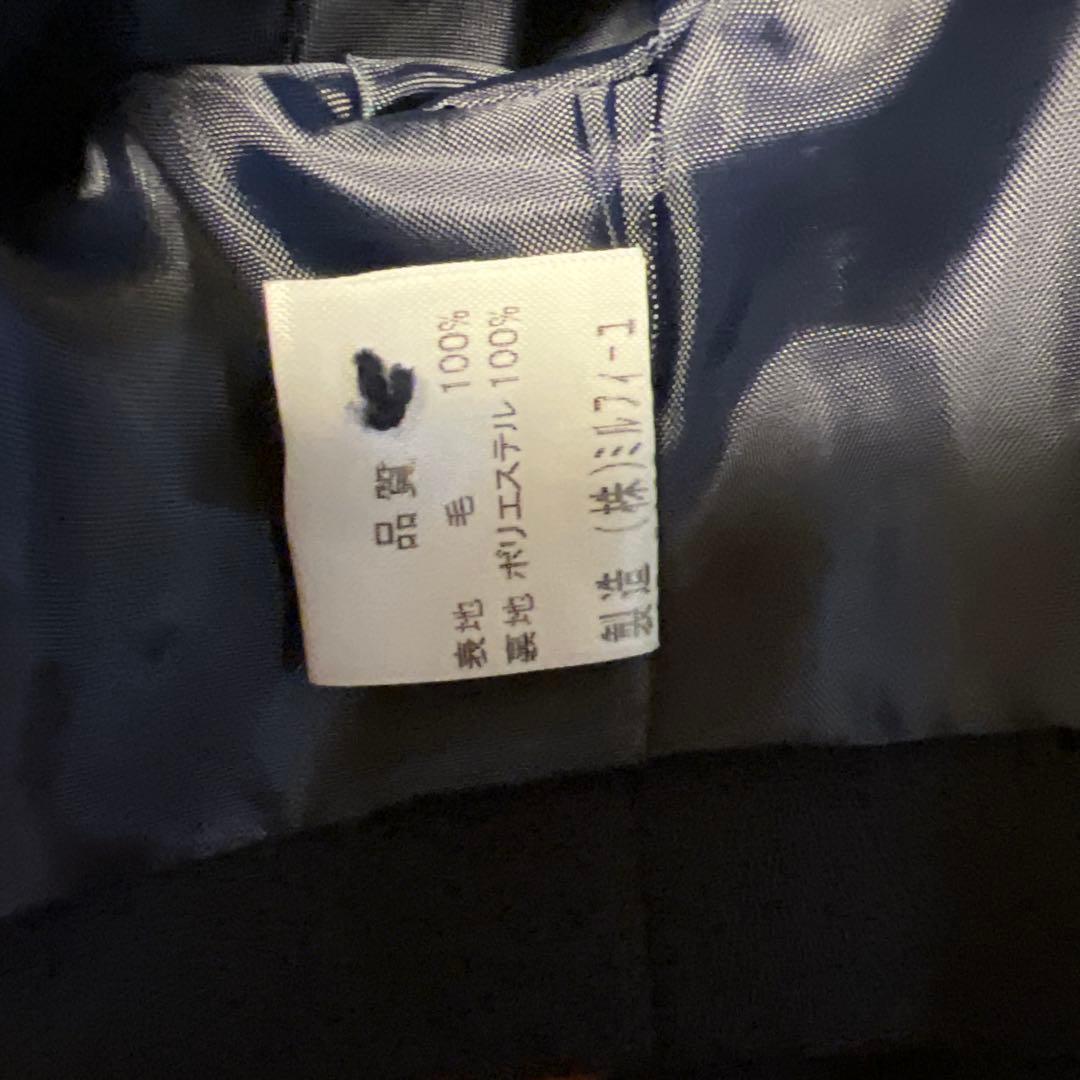 品質
表地 毛 100%
裏地 ポリエステル 100%
製造 (株)ミルフィー1